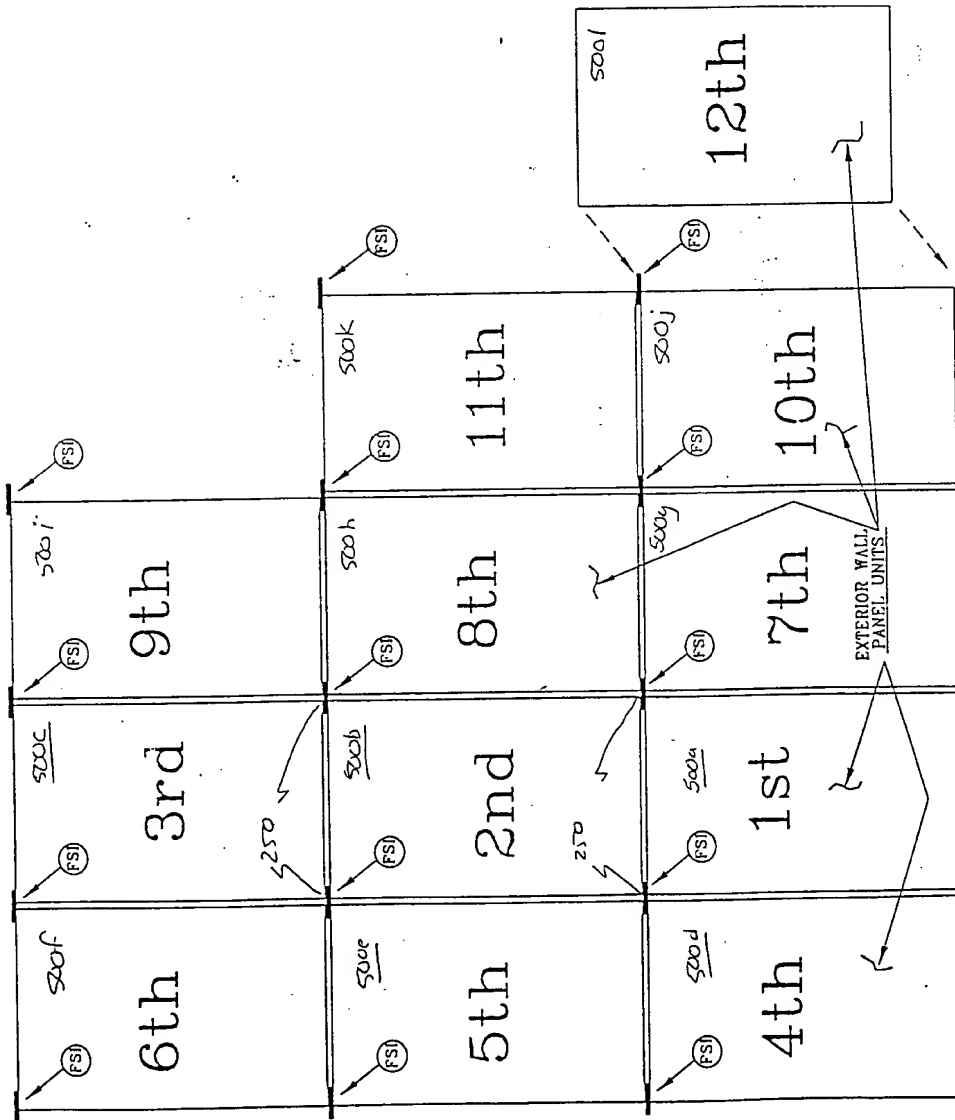 FSI FSI FSI FSI
500f 500c 500i
6th 3rd 9th
250
FSI FSI FSI FSI FSI
500e 500b 500h 500k
5th 2nd 8th 11th
250
FSI FSI FSI FSI FSI
500d 500a 500g 500j 500l
4th 1st 7th 10th 12th
EXTERIOR WALL
PANEL UNITS